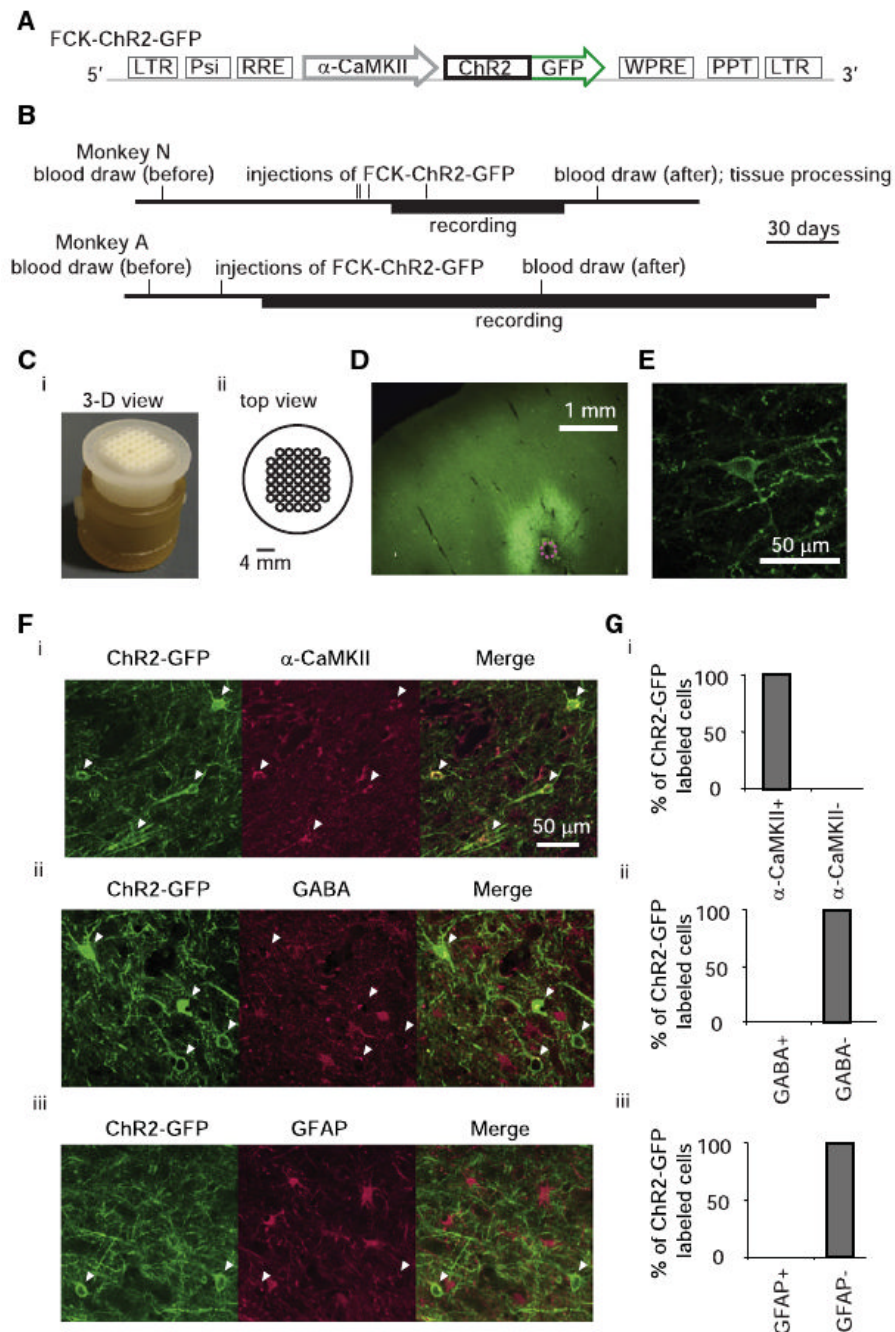 A
FCK-ChR2-GFP
5′ LTR Psi RRE α-CaMKII ChR2 GFP WPRE PPT LTR 3′
B
Monkey N
blood draw (before) injections of FCK-ChR2-GFP blood draw (after); tissue processing
recording
30 days
Monkey A
blood draw (before) injections of FCK-ChR2-GFP blood draw (after)
recording
C
i
3-D view
ii
top view
4 mm
D
1 mm
E
50 µm
F
i
ChR2-GFP α-CaMKII Merge
50 µm
ii
ChR2-GFP GABA Merge
iii
ChR2-GFP GFAP Merge
G
i
% of ChR2-GFP
labeled cells
100
50
0
α-CaMKII+
α-CaMKII-
ii
% of ChR2-GFP
labeled cells
100
50
0
GABA+
GABA-
iii
% of ChR2-GFP
labeled cells
100
50
0
GFAP+
GFAP-